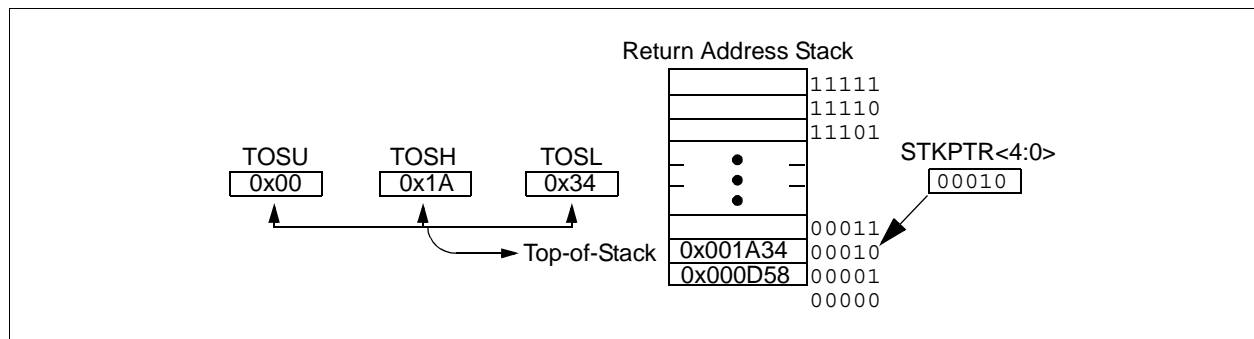 Return Address Stack
11111
11110
11101
TOSU TOSH TOSL STKPTR<4:0>
0x00 0x1A 0x34 00010
00011
Top-of-Stack 0x001A34 00010
0x000D58 00001
00000